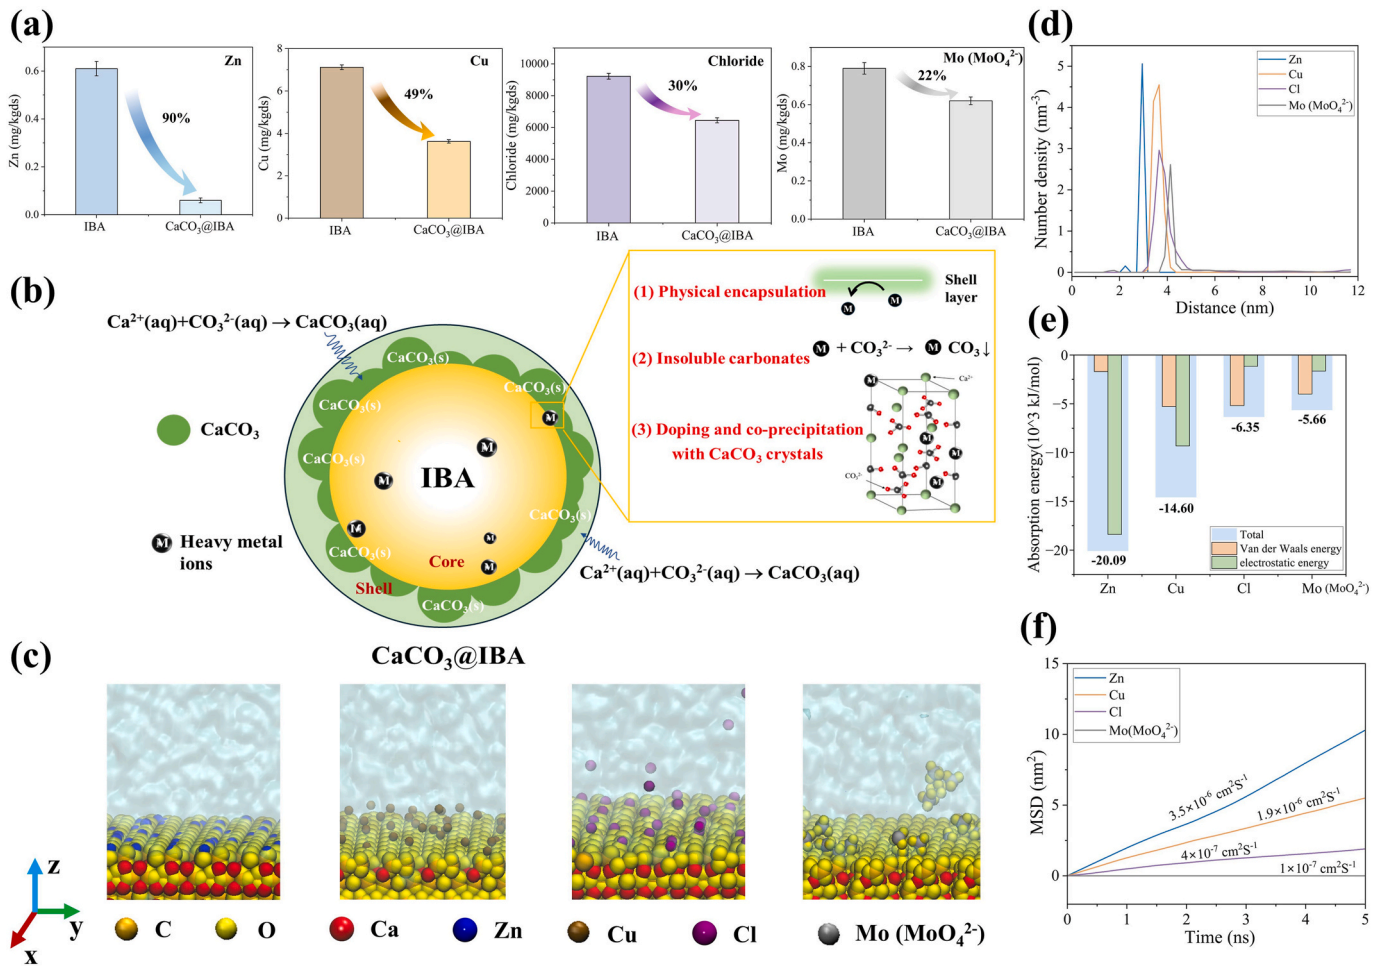 (a)
Zn
Zn (mg/kgds)
0.6
0.4
0.2
0.0
90%
IBA
CaCO₃@IBA
Cu
Cu (mg/kgds)
8
6
4
2
0
49%
IBA
CaCO₃@IBA
Chloride
Chloride (mg/kgds)
10000
8000
6000
4000
2000
0
30%
IBA
CaCO₃@IBA
Mo (MoO₄²⁻)
Mo (mg/kgds)
0.8
0.6
0.4
0.2
0.0
22%
IBA
CaCO₃@IBA
(b)
Ca²⁺(aq)+CO₃²⁻(aq) → CaCO₃(aq)
CaCO₃
M Heavy metal
ions
CaCO₃(s)
CaCO₃(s)
CaCO₃(s)
CaCO₃(s)
CaCO₃(s)
CaCO₃(s)
CaCO₃(s)
M
M
M
M
M
M
IBA
Core
Shell
Ca²⁺(aq)+CO₃²⁻(aq) → CaCO₃(aq)
CaCO₃@IBA
(1) Physical encapsulation
M
M
Shell
layer
(2) Insoluble carbonates
M + CO₃²⁻ → M CO₃↓
(3) Doping and co-precipitation
with CaCO₃ crystals
Ca²⁺
CO₃²⁻
M
M
M
M
(c)
z
y
x
C
O
Ca
Zn
Cu
Cl
Mo (MoO₄²⁻)
(d)
Number density (nm⁻³)
5
4
3
2
1
0
0
2
4
6
8
10
12
Distance (nm)
Zn
Cu
Cl
Mo (MoO₄²⁻)
(e)
Absorption energy(10^3 kJ/mol)
0
−5
−10
−15
−20
-20.09
-14.60
-6.35
-5.66
Total
Van der Waals energy
electrostatic energy
Zn
Cu
Cl
Mo (MoO₄²⁻)
(f)
MSD (nm²)
15
10
5
0
Zn
Cu
Cl
Mo(MoO₄²⁻)
3.5×10⁻⁶ cm²S⁻¹
1.9×10⁻⁶ cm²S⁻¹
4×10⁻⁷ cm²S⁻¹
1×10⁻⁷ cm²S⁻¹
0
1
2
3
4
5
Time (ns)